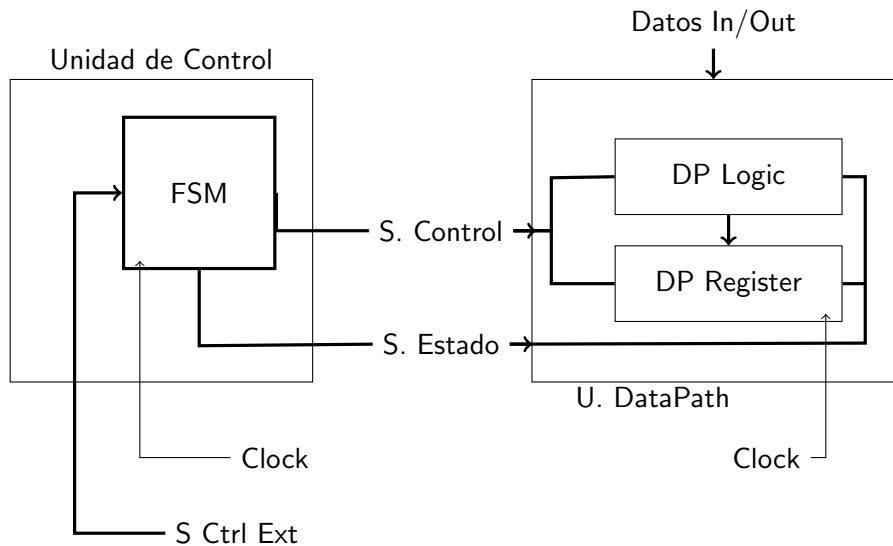 Datos In/Out
Unidad de Control
FSM
DP Logic
S. Control
DP Register
S. Estado
U. DataPath
Clock
Clock
S Ctrl Ext